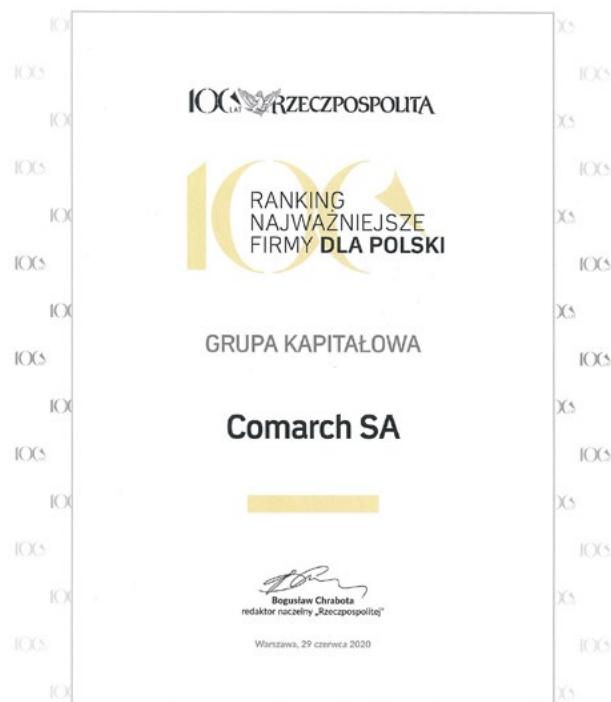 100 LAT RZECZPOSPOLITA
100
RANKING
NAJWAŻNIEJSZE
FIRMY DLA POLSKI
GRUPA KAPITAŁOWA
Comarch SA
Bogusław Chrabota
redaktor naczelny „Rzeczpospolitej”
Warszawa, 29 czerwca 2020